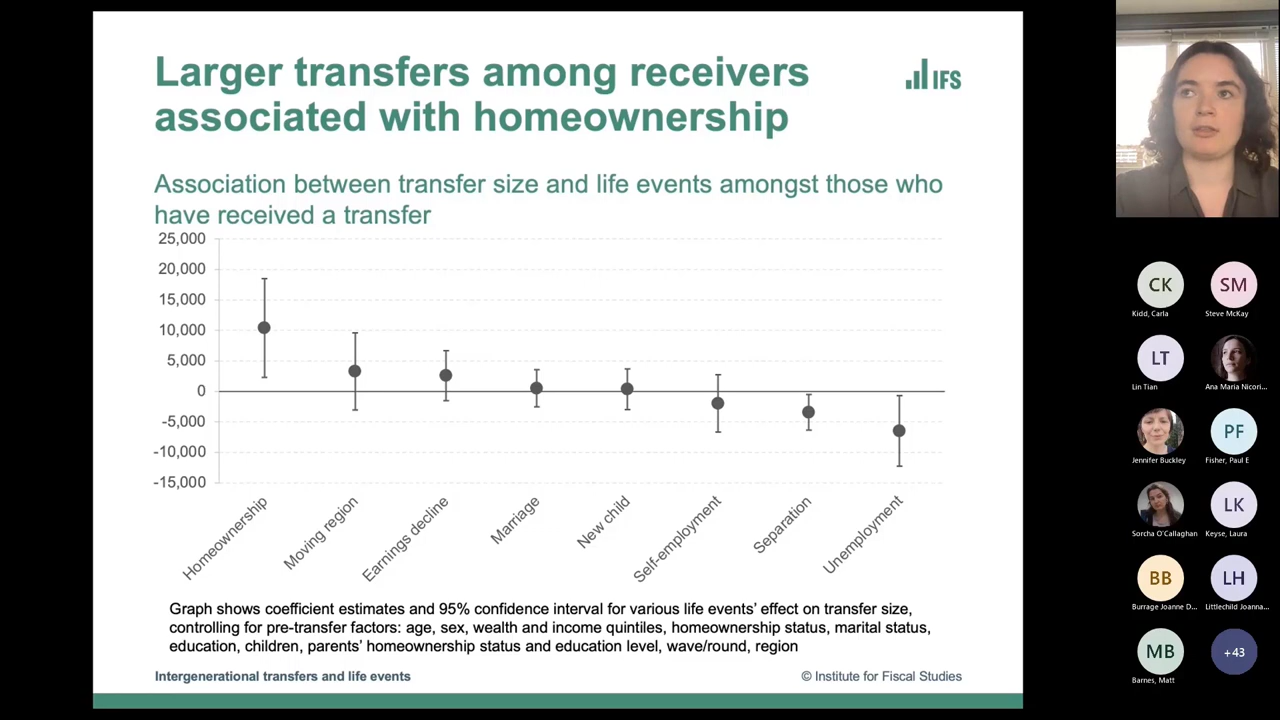 Larger transfers among receivers
associated with homeownership
IFS
Association between transfer size and life events amongst those who
have received a transfer
25,000
20,000
15,000
10,000
5,000
0
-5,000
-10,000
-15,000
Homeownership
Moving region
Earnings decline
Marriage
New child
Self-employment
Separation
Unemployment
Graph shows coefficient estimates and 95% confidence interval for various life events’ effect on transfer size,
controlling for pre-transfer factors: age, sex, wealth and income quintiles, homeownership status, marital status,
education, children, parents’ homeownership status and education level, wave/round, region
Intergenerational transfers and life events
© Institute for Fiscal Studies
CK
SM
Kidd, Carla
Steve McKay
LT
Lin Tian
Ana Maria Nicori...
PF
Jennifer Buckley
Fisher, Paul E
LK
Sorcha O'Callaghan
Keyse, Laura
BB
LH
Burrage Joanne D...
Littlechild Joanna...
MB
+43
Barnes, Matt